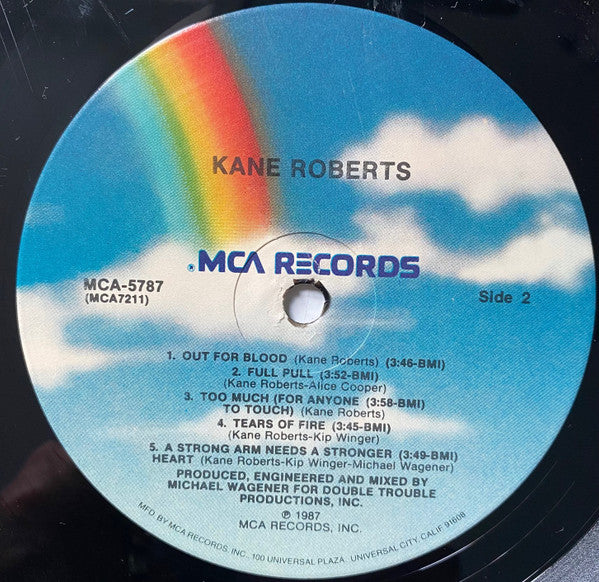 KANE ROBERTS
®MCA RECORDS
MCA-5787
(MCA7211)
Side 2
1. OUT FOR BLOOD (Kane Roberts) (3:46-BMI)
2. FULL PULL (3:52-BMI)
(Kane Roberts-Alice Cooper)
3. TOO MUCH (FOR ANYONE (3:58-BMI)
TO TOUCH) (Kane Roberts)
4. TEARS OF FIRE (3:45-BMI)
(Kane Roberts-Kip Winger)
5. A STRONG ARM NEEDS A STRONGER (3:49-BMI)
HEART (Kane Roberts-Kip Winger-Michael Wagener)
PRODUCED, ENGINEERED AND MIXED BY
MICHAEL WAGENER FOR DOUBLE TROUBLE
PRODUCTIONS, INC.
℗ 1987
MCA RECORDS, INC.
MFD BY MCA RECORDS, INC. 100 UNIVERSAL PLAZA. UNIVERSAL CITY, CALIF. 91608